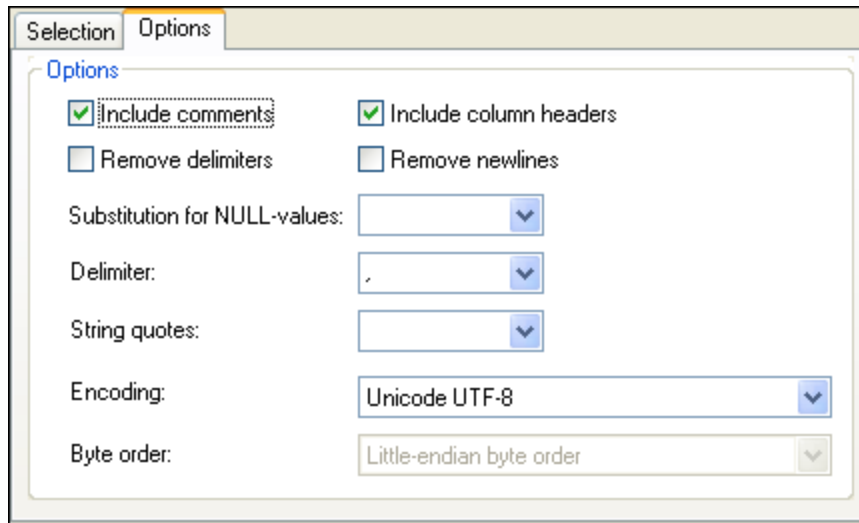 Selection Options
Options
Include comments Include column headers
Remove delimiters Remove newlines
Substitution for NULL-values:
Delimiter: ,
String quotes:
Encoding: Unicode UTF-8
Byte order: Little-endian byte order